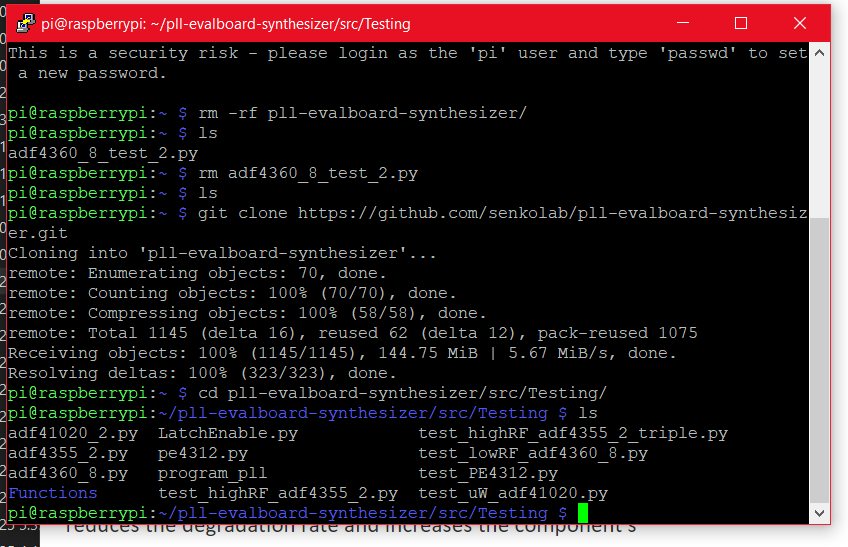 pi@raspberrypi: ~/pll-evalboard-synthesizer/src/Testing
This is a security risk - please login as the 'pi' user and type 'passwd' to set
 a new password.
pi@raspberrypi:~ $ rm -rf pll-evalboard-synthesizer/
pi@raspberrypi:~ $ ls
adf4360_8_test_2.py
pi@raspberrypi:~ $ rm adf4360_8_test_2.py
pi@raspberrypi:~ $ ls
pi@raspberrypi:~ $ git clone https://github.com/senkolab/pll-evalboard-synthesiz
er.git
Cloning into 'pll-evalboard-synthesizer'...
remote: Enumerating objects: 70, done.
remote: Counting objects: 100% (70/70), done.
remote: Compressing objects: 100% (58/58), done.
remote: Total 1145 (delta 16), reused 62 (delta 12), pack-reused 1075
Receiving objects: 100% (1145/1145), 144.75 MiB | 5.67 MiB/s, done.
Resolving deltas: 100% (323/323), done.
pi@raspberrypi:~ $ cd pll-evalboard-synthesizer/src/Testing/
pi@raspberrypi:~/pll-evalboard-synthesizer/src/Testing $ ls
adf41020_2.py  LatchEnable.py            test_highRF_adf4355_2_triple.py
adf4355_2.py   pe4312.py                 test_lowRF_adf4360_8.py
adf4360_8.py   program_pll               test_PE4312.py
Functions      test_highRF_adf4355_2.py  test_uW_adf41020.py
pi@raspberrypi:~/pll-evalboard-synthesizer/src/Testing $
reduces the degradation rate and increases the component's